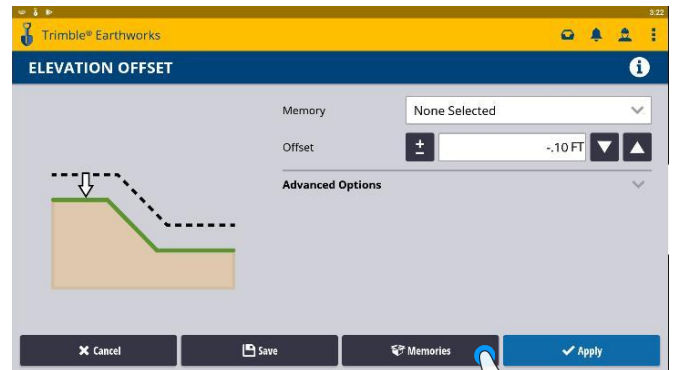 3:22
Trimble® Earthworks
ELEVATION OFFSET
Memory None Selected
Offset ± -.10 FT
Advanced Options
Cancel Save Memories Apply